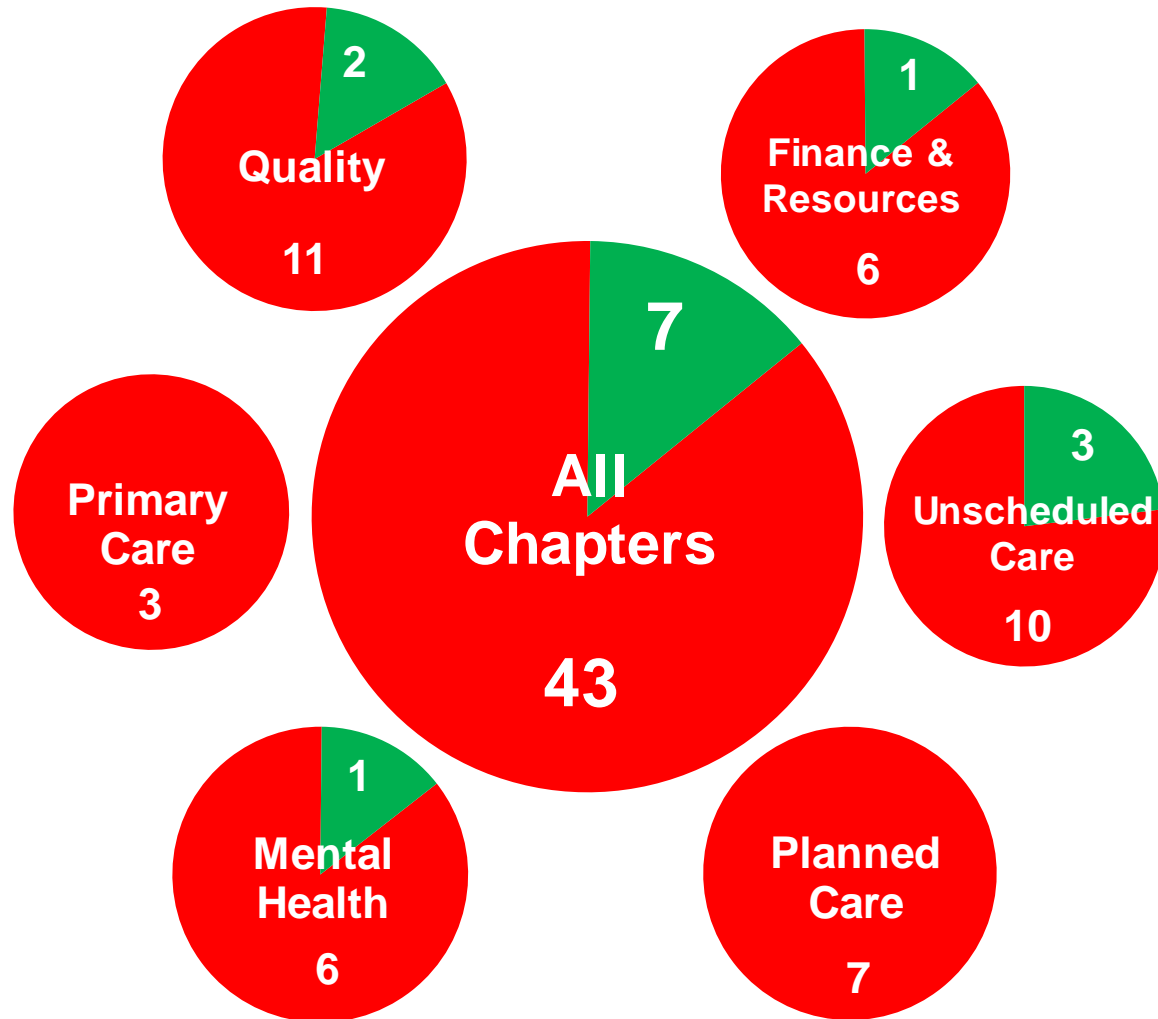 2
Quality
11
1
Finance &
Resources
6
7
All
Chapters
43
Primary
Care
3
3
Unscheduled
Care
10
1
Mental
Health
6
Planned
Care
7